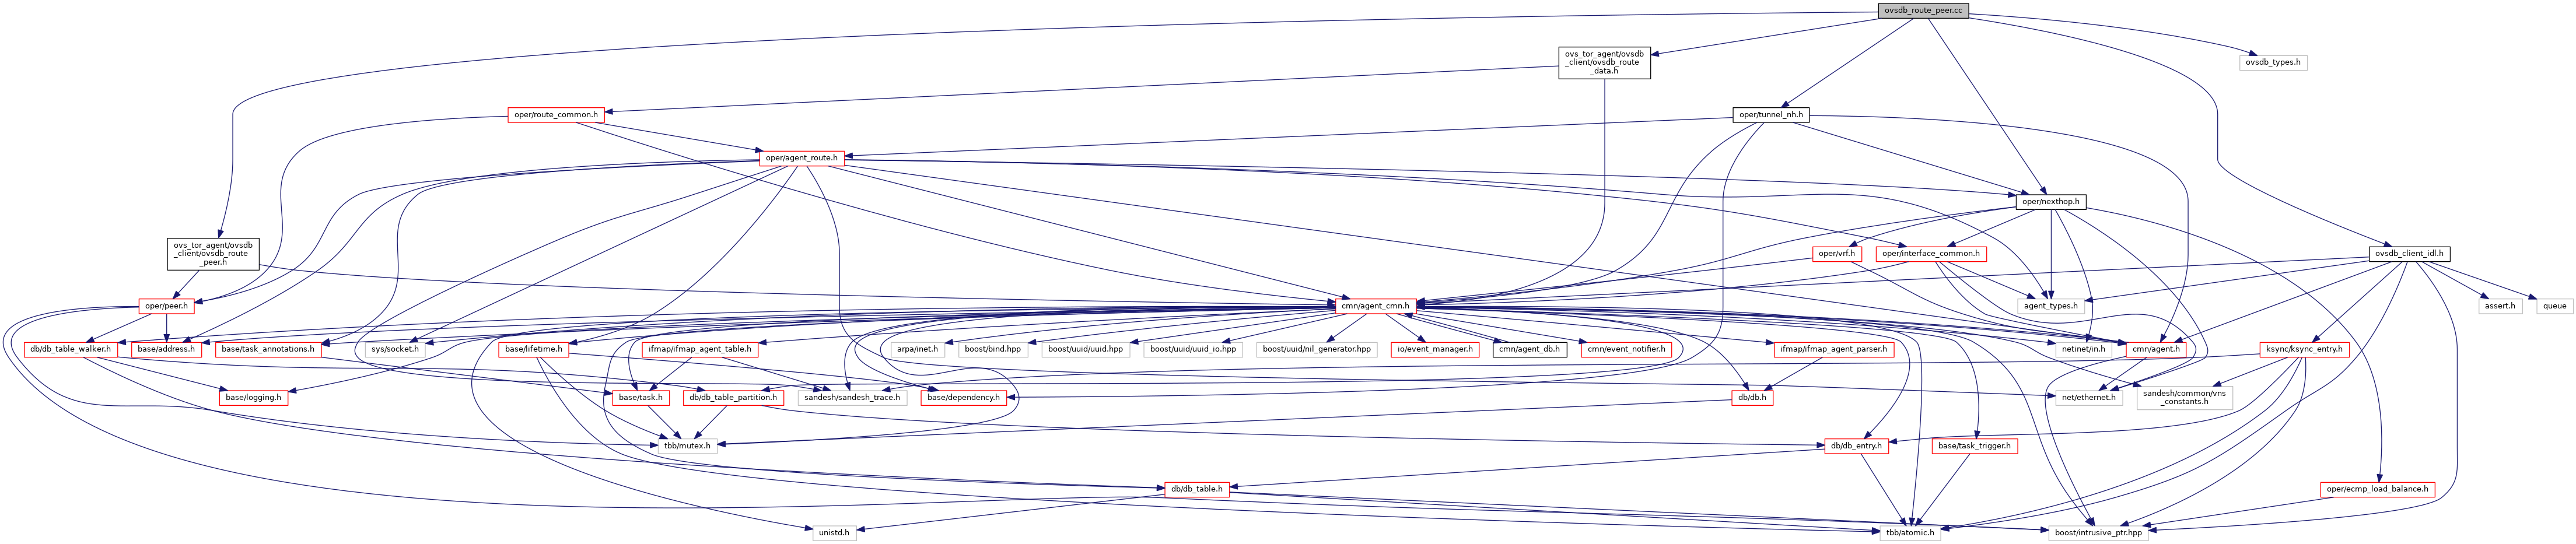 ovsdb_route_peer.cc
ovs_tor_agent/ovsdb
_client/ovsdb_route
_data.h
ovsdb_types.h
oper/route_common.h
oper/tunnel_nh.h
oper/agent_route.h
oper/nexthop.h
ovs_tor_agent/ovsdb
_client/ovsdb_route
_peer.h
oper/vrf.h
oper/interface_common.h
ovsdb_client_idl.h
oper/peer.h
cmn/agent_cmn.h
agent_types.h
assert.h
queue
db/db_table_walker.h
base/address.h
base/task_annotations.h
sys/socket.h
base/lifetime.h
ifmap/ifmap_agent_table.h
arpa/inet.h
boost/bind.hpp
boost/uuid/uuid.hpp
boost/uuid/uuid_io.hpp
boost/uuid/nil_generator.hpp
io/event_manager.h
cmn/agent_db.h
cmn/event_notifier.h
ifmap/ifmap_agent_parser.h
netinet/in.h
cmn/agent.h
ksync/ksync_entry.h
base/logging.h
base/task.h
db/db_table_partition.h
sandesh/sandesh_trace.h
base/dependency.h
db/db.h
net/ethernet.h
sandesh/common/vns
_constants.h
tbb/mutex.h
db/db_entry.h
base/task_trigger.h
db/db_table.h
oper/ecmp_load_balance.h
unistd.h
tbb/atomic.h
boost/intrusive_ptr.hpp